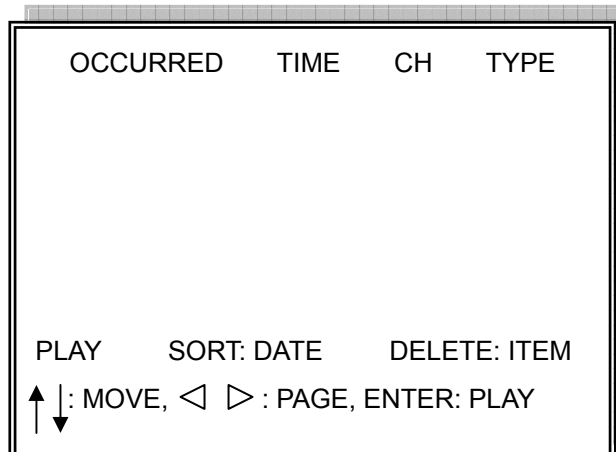 OCCURRED TIME CH TYPE
PLAY SORT: DATE DELETE: ITEM
↑ ↓: MOVE, ◁ ▷ : PAGE, ENTER: PLAY